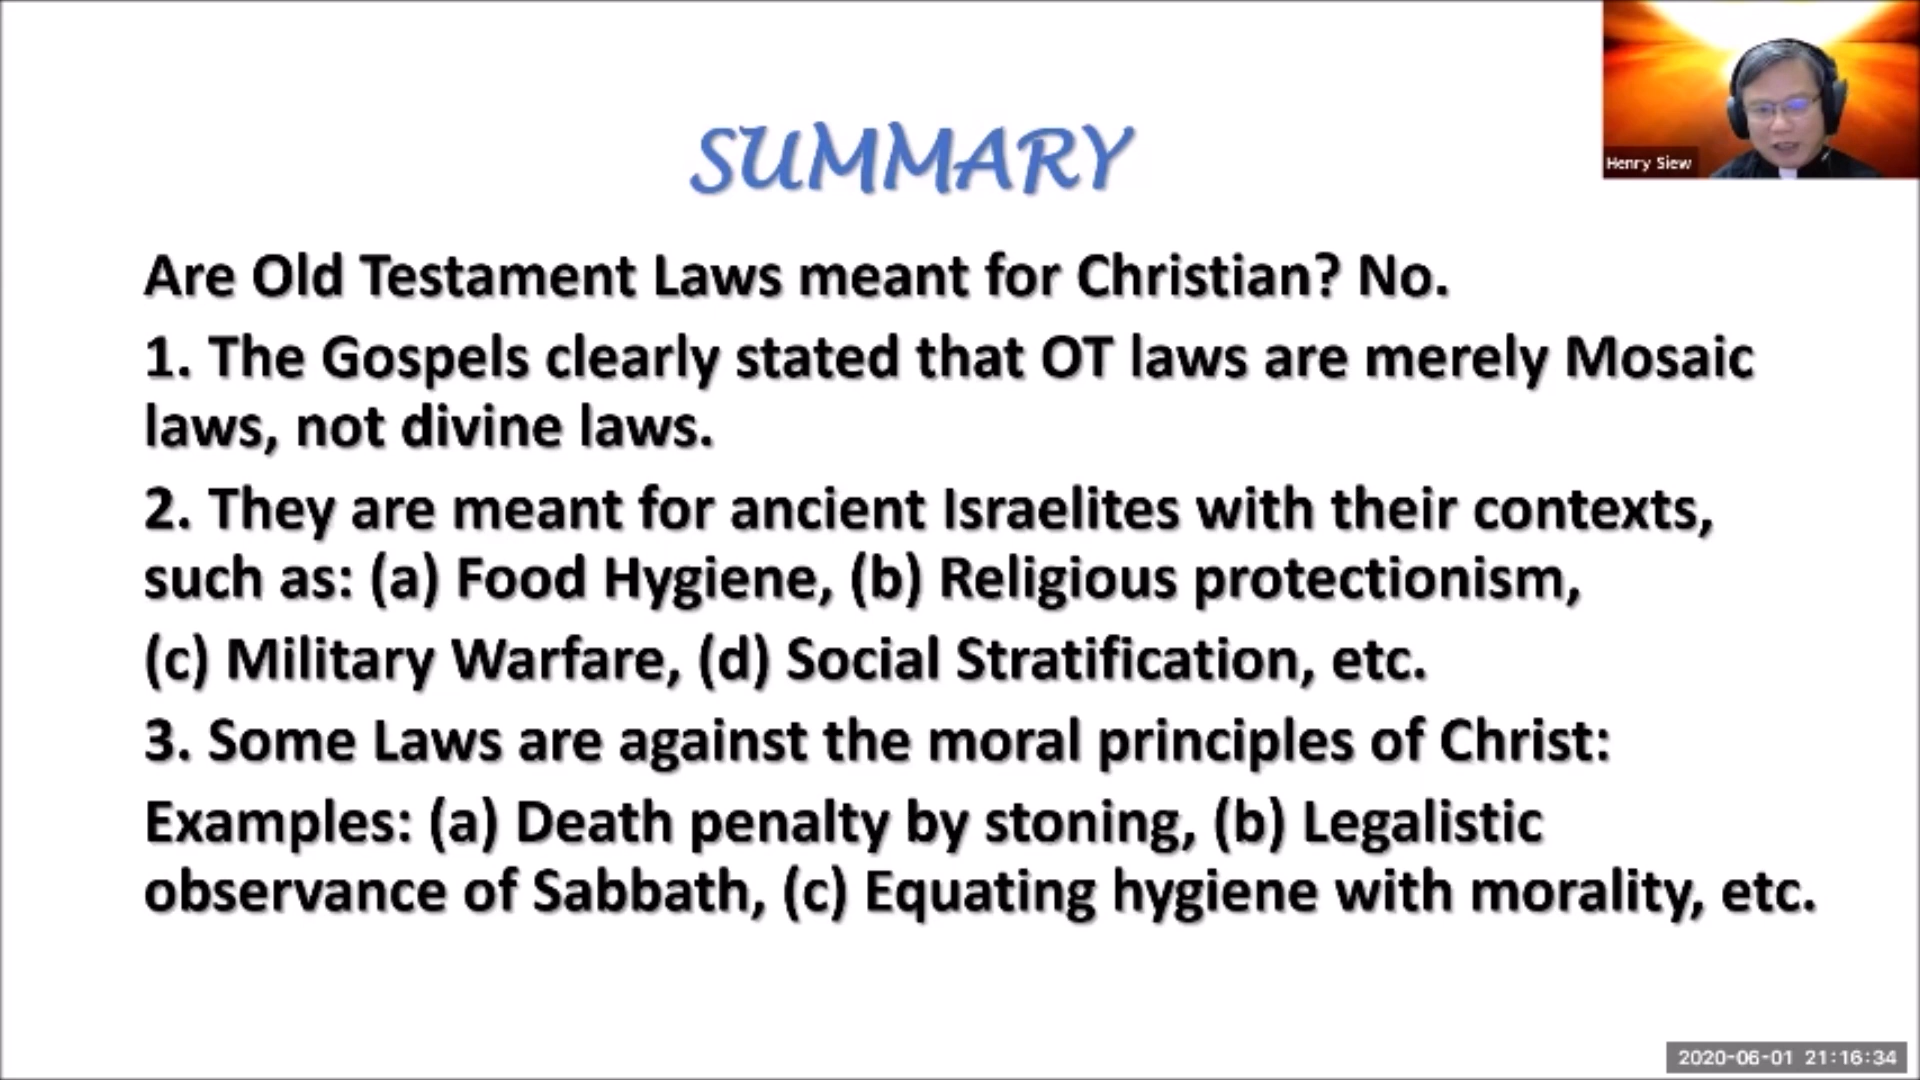 Henry Siew
SUMMARY
Are Old Testament Laws meant for Christian? No.
1. The Gospels clearly stated that OT laws are merely Mosaic
laws, not divine laws.
2. They are meant for ancient Israelites with their contexts,
such as: (a) Food Hygiene, (b) Religious protectionism,
(c) Military Warfare, (d) Social Stratification, etc.
3. Some Laws are against the moral principles of Christ:
Examples: (a) Death penalty by stoning, (b) Legalistic
observance of Sabbath, (c) Equating hygiene with morality, etc.
2020-06-01 21:16:34